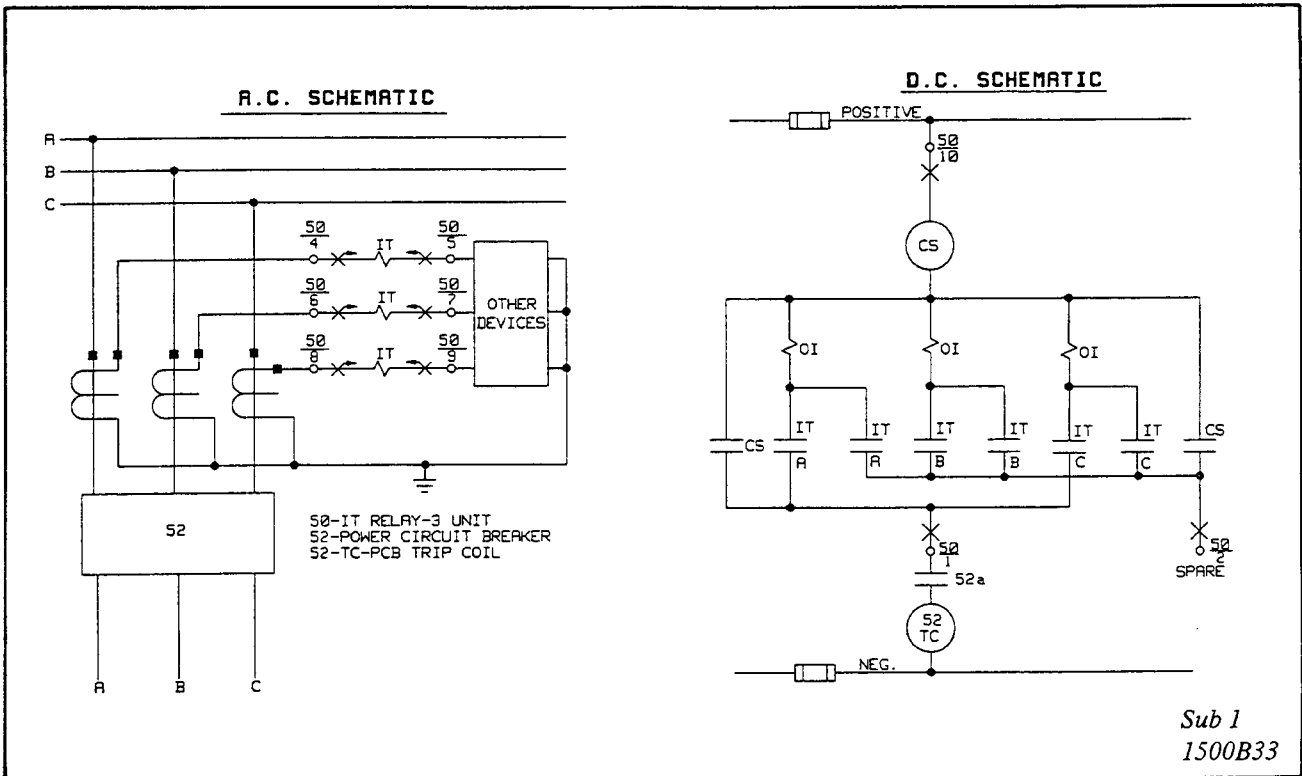 A.C. SCHEMATIC
A
B
C
50
4
IT
50
5
50
6
IT
50
7
50
8
IT
50
9
OTHER
DEVICES
52
50-IT RELAY-3 UNIT
52-POWER CIRCUIT BREAKER
52-TC-PCB TRIP COIL
A
B
C
D.C. SCHEMATIC
POSITIVE
50
10
CS
OI
OI
OI
CS
IT
A
IT
A
IT
B
IT
B
IT
C
IT
C
CS
50
1
52a
50
2
SPARE
52
TC
NEG.
Sub 1
1500B33